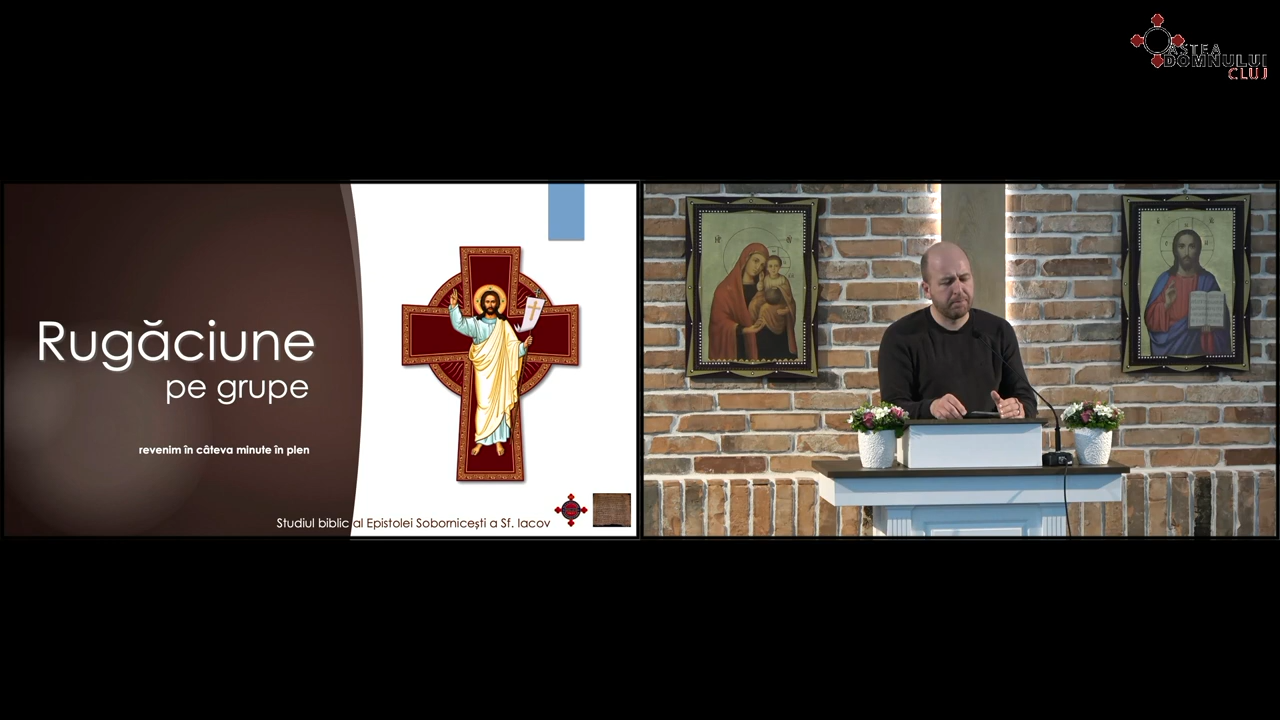 OASTEA
DOMNULUI
CLUJ
Rugăciune
pe grupe
revenim în câteva minute în plen
Studiul biblic al Epistolei Sobornicești a Sf. Iacov